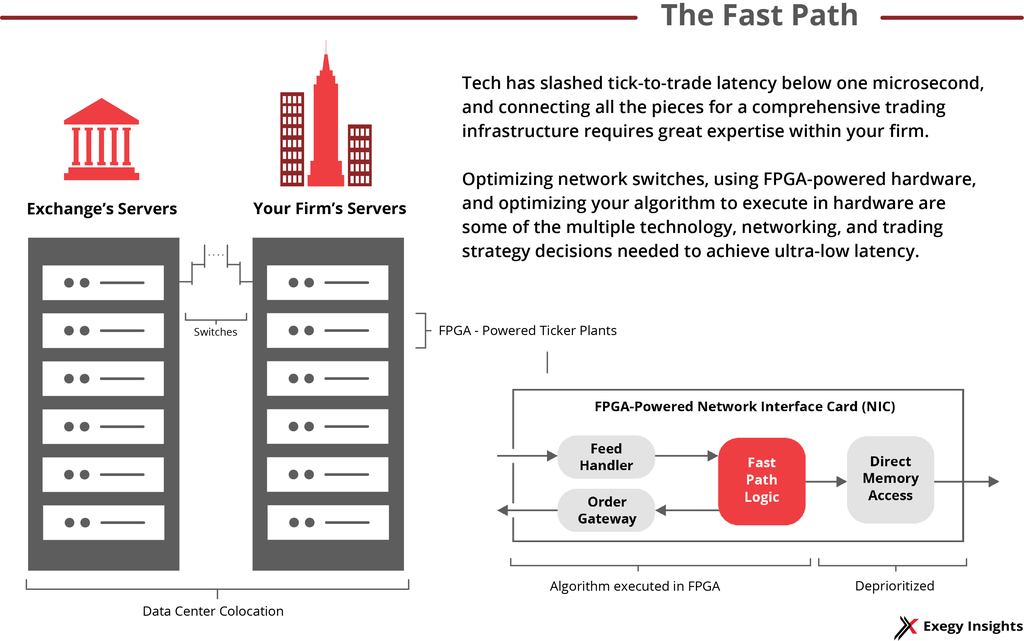 The Fast Path
Tech has slashed tick-to-trade latency below one microsecond,
and connecting all the pieces for a comprehensive trading
infrastructure requires great expertise within your firm.
Optimizing network switches, using FPGA-powered hardware,
and optimizing your algorithm to execute in hardware are
some of the multiple technology, networking, and trading
strategy decisions needed to achieve ultra-low latency.
Exchange's Servers
Your Firm's Servers
....
Switches
FPGA - Powered Ticker Plants
FPGA-Powered Network Interface Card (NIC)
Feed
Handler
Order
Gateway
Fast
Path
Logic
Direct
Memory
Access
Algorithm executed in FPGA
Deprioritized
Data Center Colocation
Exegy Insights